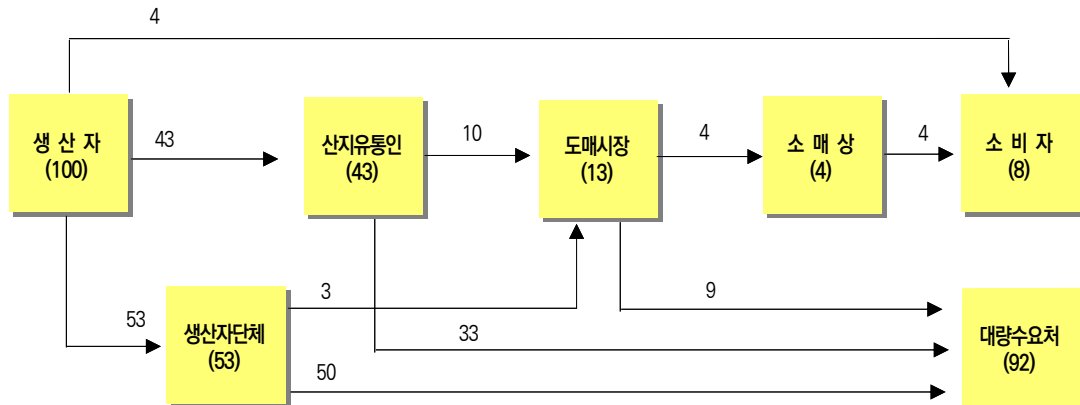 4
생 산 자
(100)
43
산지유통인
(43)
10
도매시장
(13)
4
소 매 상
(4)
4
소 비 자
(8)
53
생산자단체
(53)
3
9
33
50
대량수요처
(92)